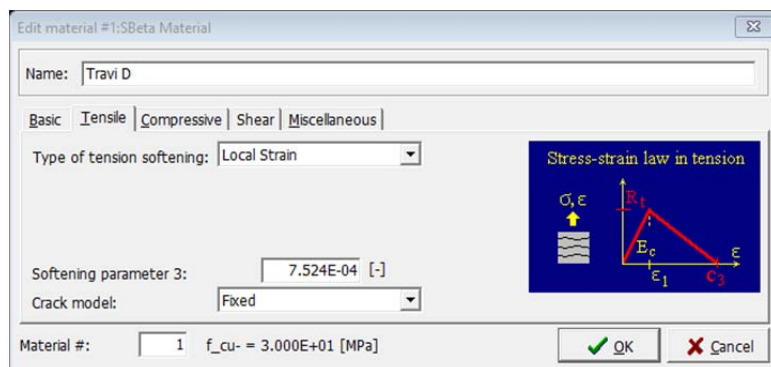 Edit material #1:SBeta Material
Name: Travi D
Basic Tensile Compressive Shear Miscellaneous
Type of tension softening: Local Strain
Stress-strain law in tension
σ,ε
Rt
Ec
ε
ε1
c3
Softening parameter 3: 7.524E-04 [-]
Crack model: Fixed
Material #: 1 f_cu- = 3.000E+01 [MPa]
OK
Cancel